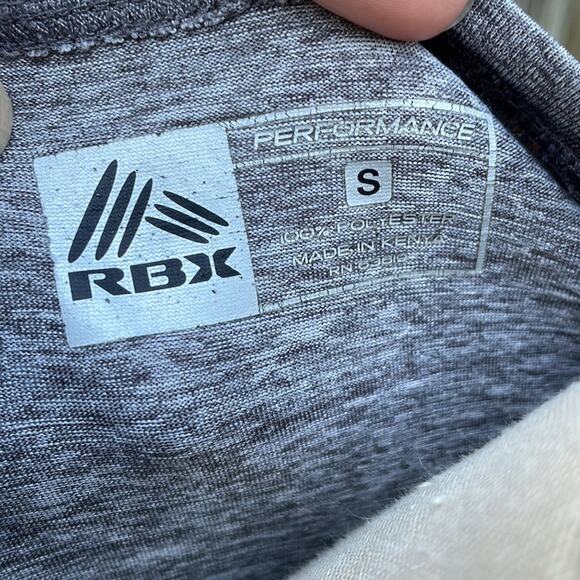 PERFORMANCE
S
RBX
100% POLYESTER
MADE IN KENYA